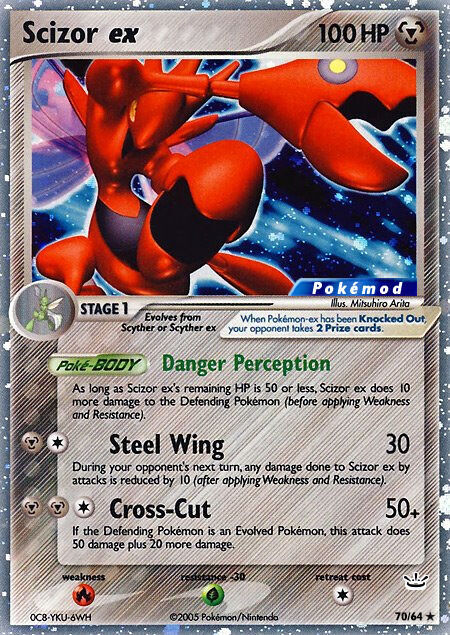 Scizor ex 100 HP
Pokémod
Illus. Mitsuhiro Arita
STAGE 1
Evolves from
Scyther or Scyther ex
When Pokémon-ex has been Knocked Out,
your opponent takes 2 Prize cards.
Poké-BODY Danger Perception
As long as Scizor ex's remaining HP is 50 or less, Scizor ex does 10
more damage to the Defending Pokémon (before applying Weakness
and Resistance).
Steel Wing 30
During your opponent's next turn, any damage done to Scizor ex by
attacks is reduced by 10 (after applying Weakness and Resistance).
Cross-Cut 50+
If the Defending Pokémon is an Evolved Pokémon, this attack does
50 damage plus 20 more damage.
weakness resistance -30 retreat cost
0C8-YKU-6WH ©2005 Pokémon/Nintendo 70/64 ★